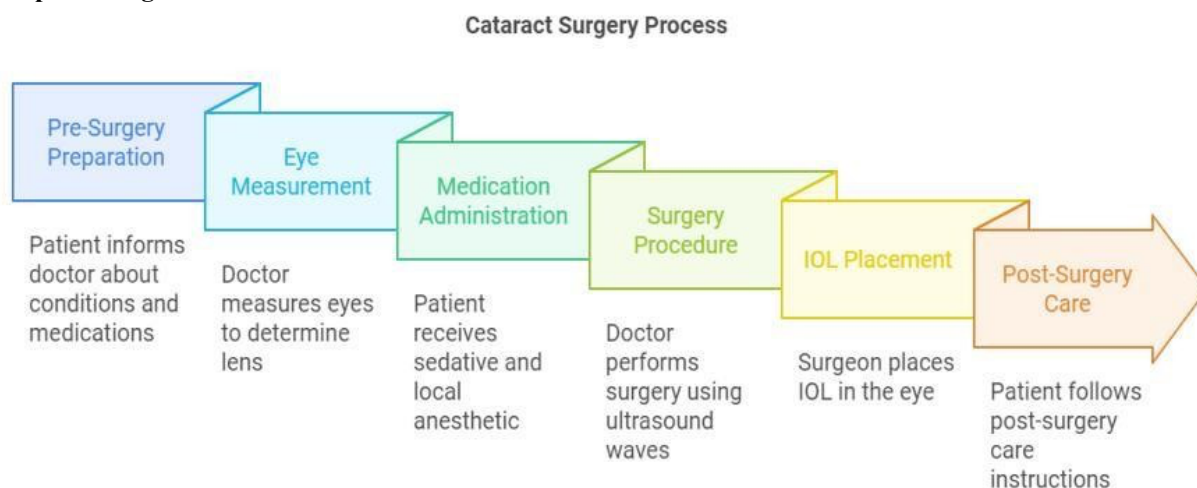 Cataract Surgery Process
Pre-Surgery
Preparation
Patient informs
doctor about
conditions and
medications
Eye
Measurement
Doctor
measures eyes
to determine
lens
Medication
Administration
Patient
receives
sedative and
local
anesthetic
Surgery
Procedure
Doctor
performs
surgery using
ultrasound
waves
IOL Placement
Surgeon places
IOL in the eye
Post-Surgery
Care
Patient follows
post-surgery
care
instructions